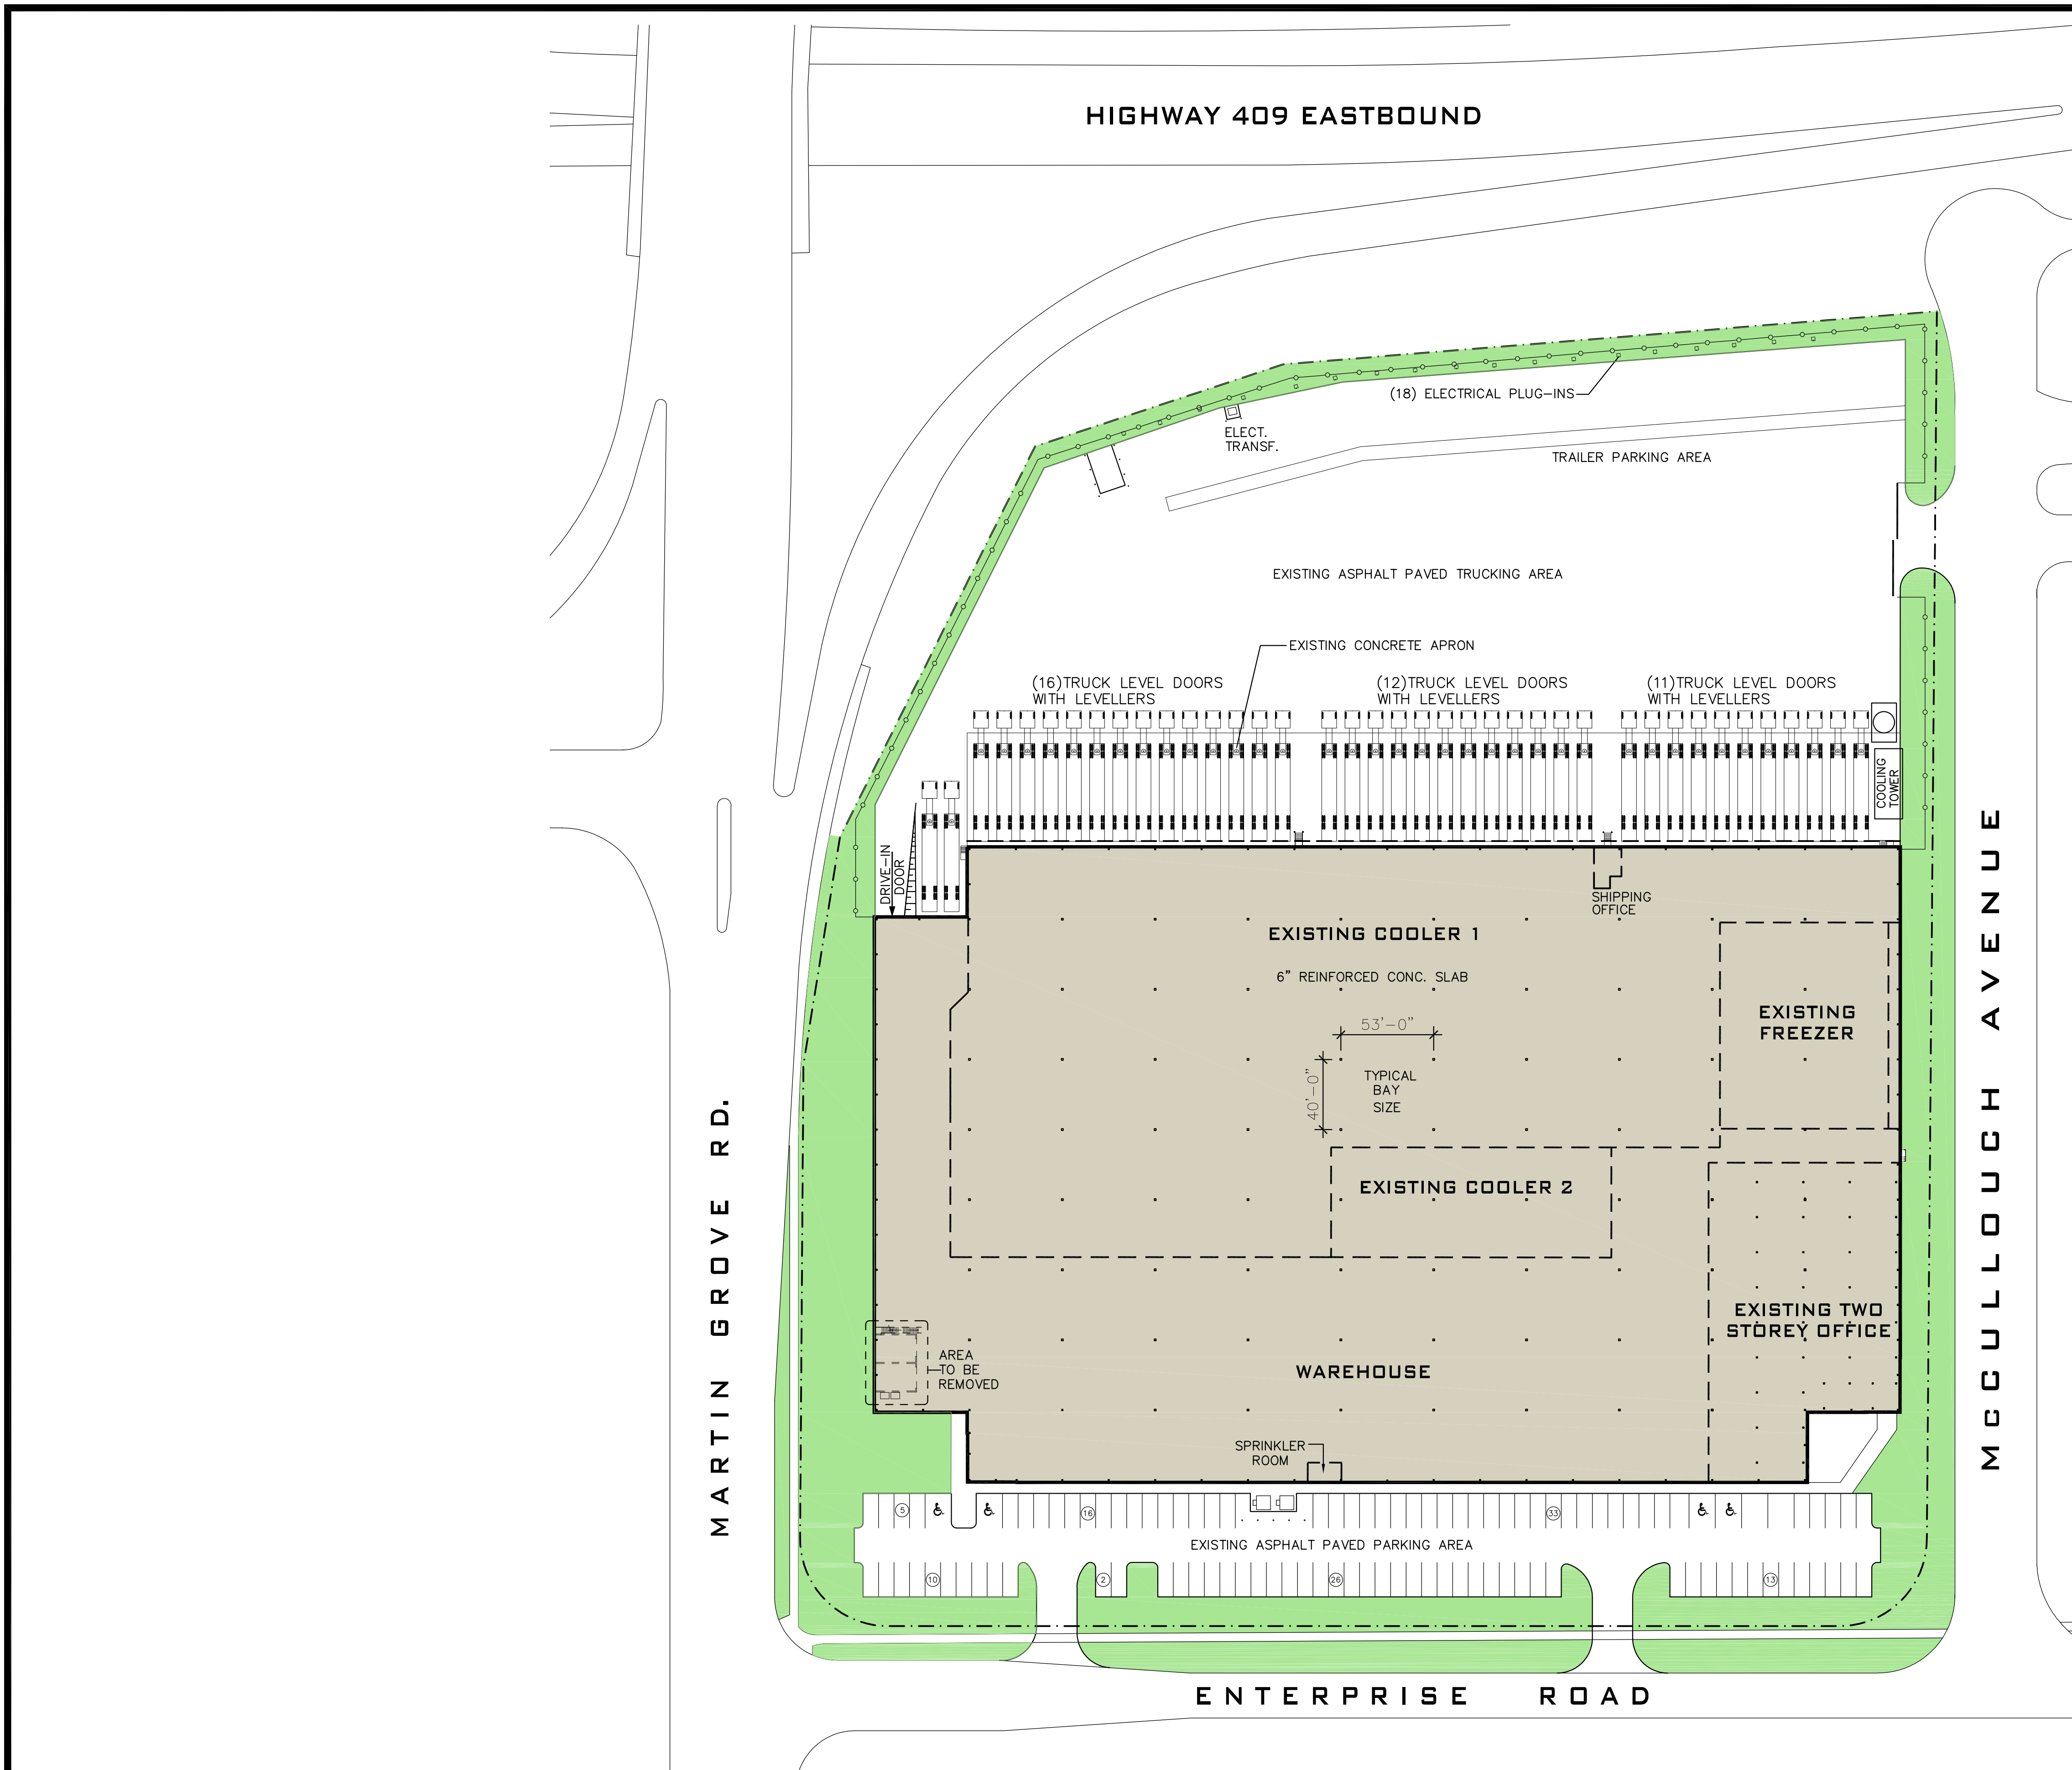 HIGHWAY 409 EASTBOUND
(18) ELECTRICAL PLUG-INS
ELECT.
TRANSF.
TRAILER PARKING AREA
EXISTING ASPHALT PAVED TRUCKING AREA
EXISTING CONCRETE APRON
(16)TRUCK LEVEL DOORS
WITH LEVELLERS
(12)TRUCK LEVEL DOORS
WITH LEVELLERS
(11)TRUCK LEVEL DOORS
WITH LEVELLERS
COOLING
TOWER
DRIVE-IN
DOOR
SHIPPING
OFFICE
EXISTING COOLER 1
6" REINFORCED CONC. SLAB
EXISTING
FREEZER
53'-0"
40'-0"
TYPICAL
BAY
SIZE
EXISTING COOLER 2
EXISTING TWO
STOREY OFFICE
AREA
TO BE
REMOVED
WAREHOUSE
SPRINKLER
ROOM
MARTIN GROVE RD.
McCULLOUCH AVENUE
5
16
33
EXISTING ASPHALT PAVED PARKING AREA
10
2
26
13
ENTERPRISE ROAD